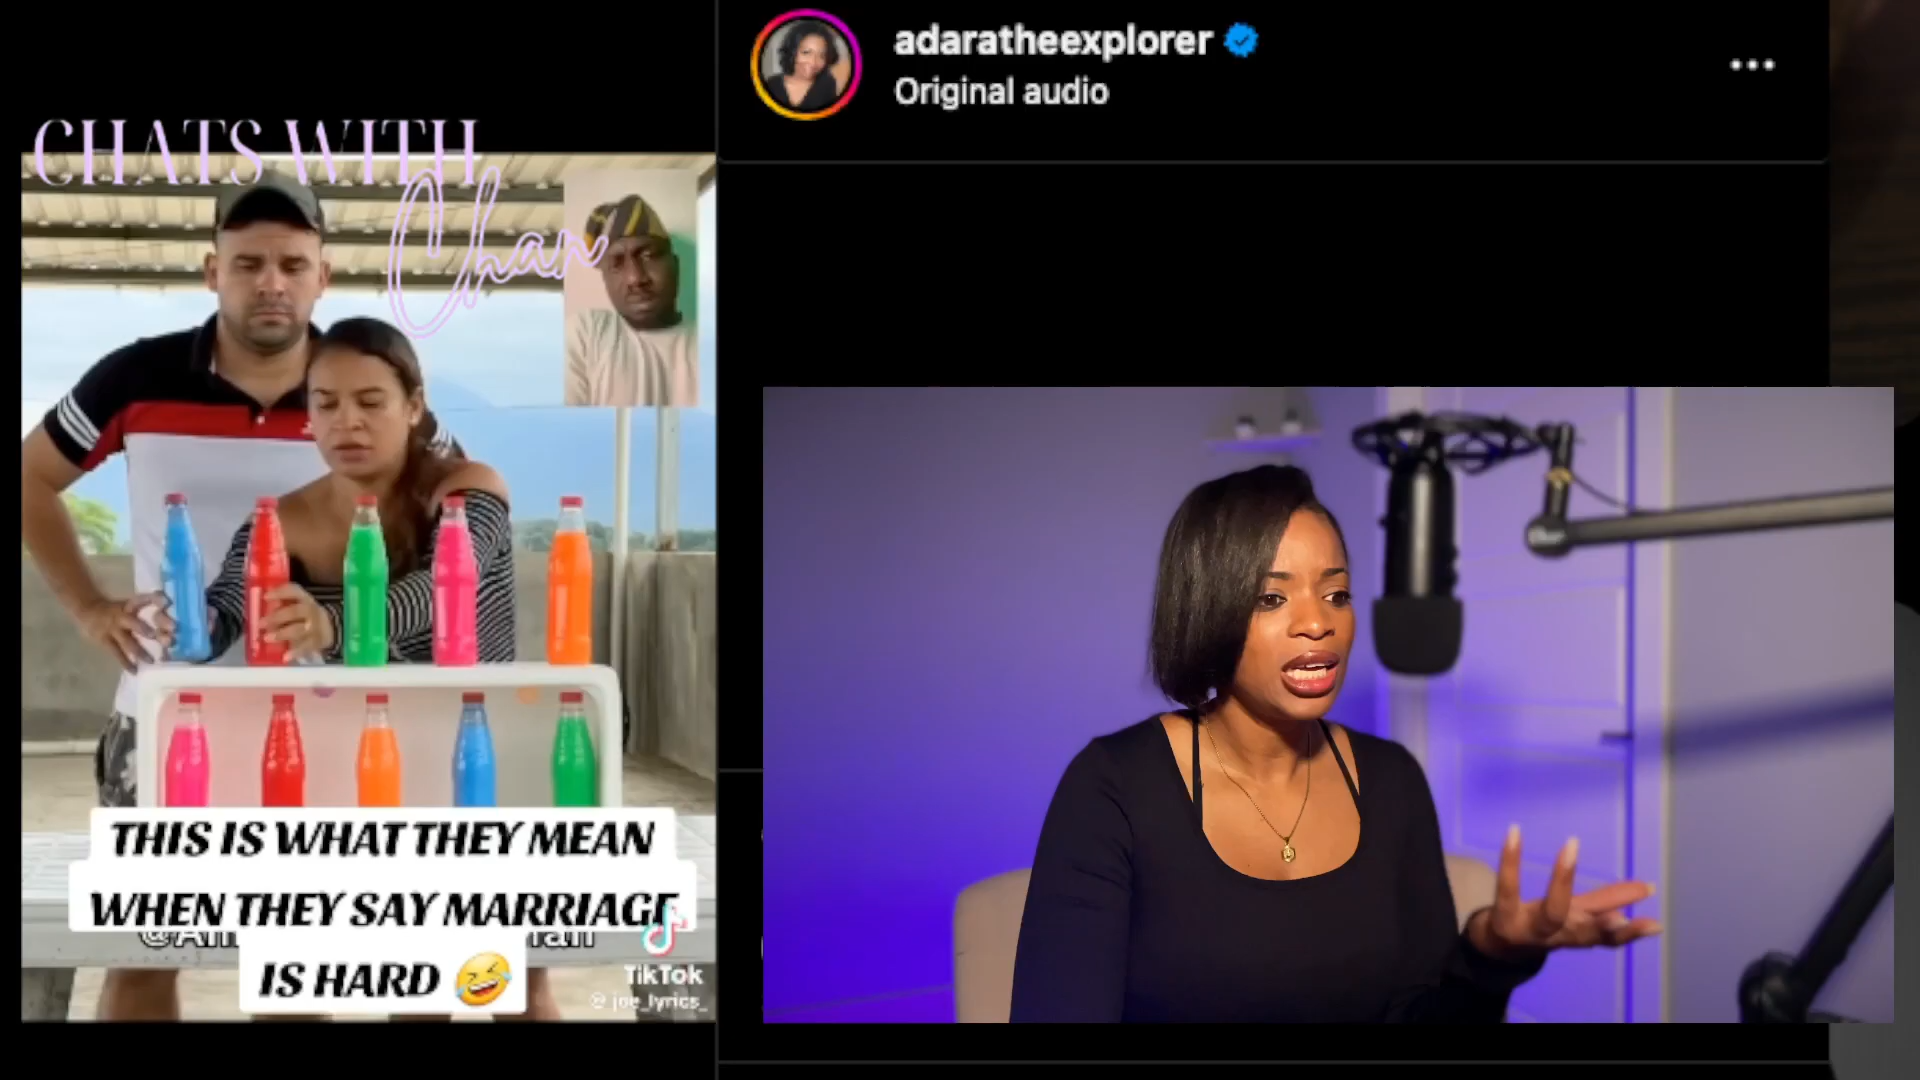 CHATS WITH
Chan
adaratheexplorer
Original audio
THIS IS WHAT THEY MEAN
WHEN THEY SAY MARRIAGE
IS HARD 🤣
TikTok
@ joe_lyrics_